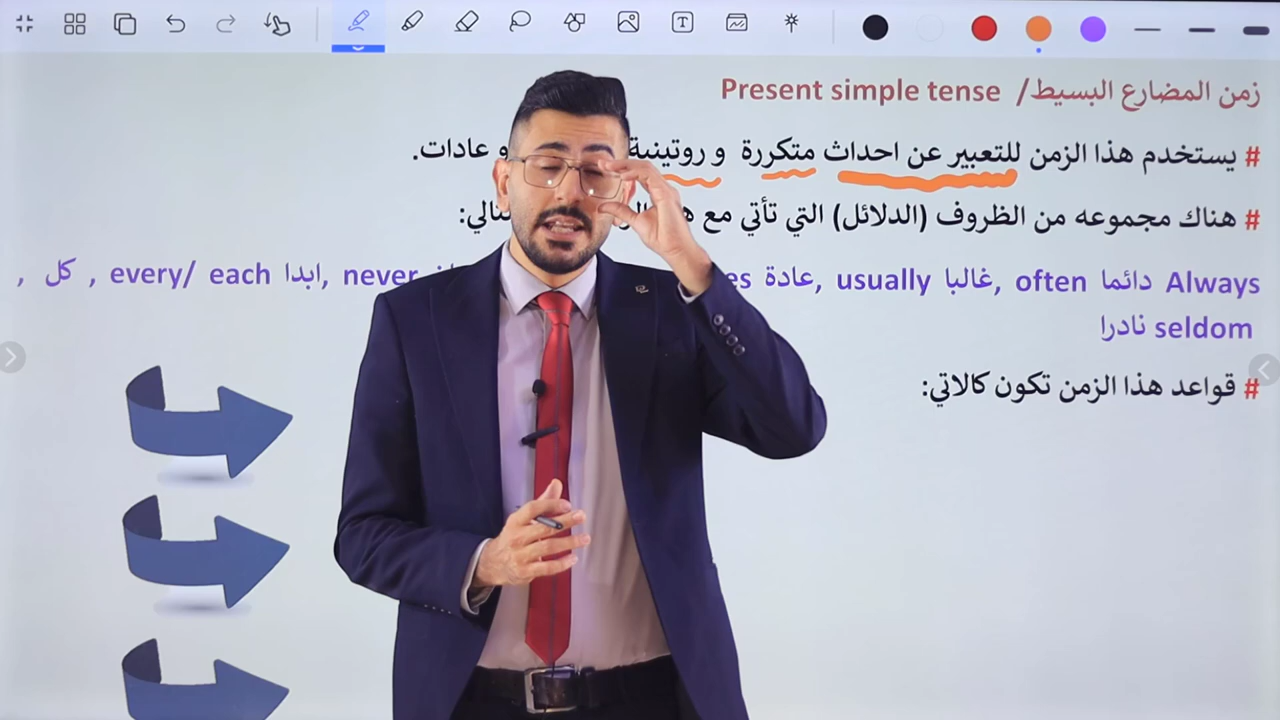 زمن المضارع البسيط/ Present simple tense
# يستخدم هذا الزمن للتعبير عن احداث متكررة و روتينية و عادات.
# هناك مجموعه من الظروف (الدلائل) التي تأتي مع
Always دائما often غالبا, usually عادة, never ابدا, every/ each كل ,
seldom نادرا
# قواعد هذا الزمن تكون كالاتي: